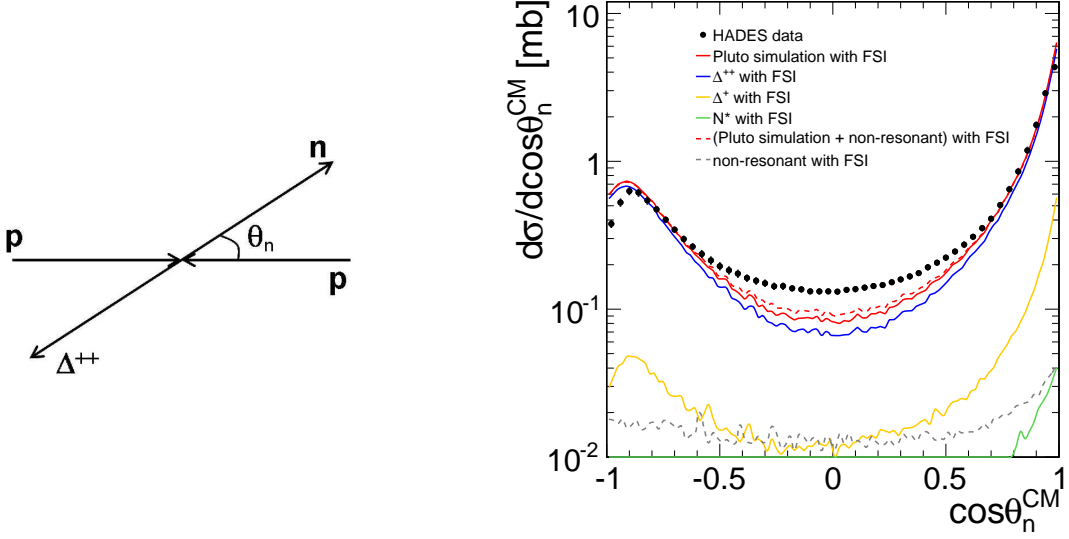 n
p
θn
p
Δ++
dσ/dcosθnCM [mb]
10
1
10-1
10-2
HADES data
Pluto simulation with FSI
Δ++ with FSI
Δ+ with FSI
N* with FSI
(Pluto simulation + non-resonant) with FSI
non-resonant with FSI
-1 -0.5 0 0.5 1
cosθnCM